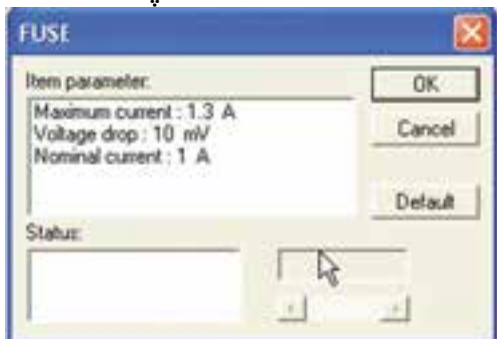 FUSE
Item parameter:
Maximum current : 1.3 A
Voltage drop : 10 mV
Nominal current : 1 A
OK
Cancel
Default
Status: